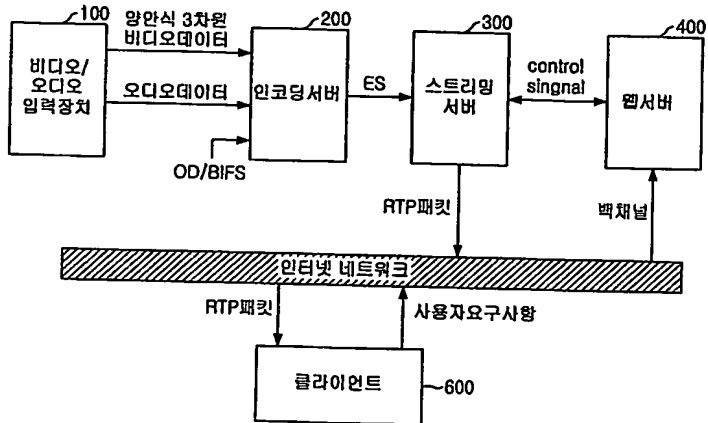 100
비디오/
오디오
입력장치
양안식 3차원
비디오데이터
오디오데이터
OD/BIFS
200
인코딩서버
ES
300
스트리밍
서버
control
singnal
400
웹서버
RTP패킷
백채널
인터넷 네트워크
RTP패킷
사용자요구사항
클라이언트
600